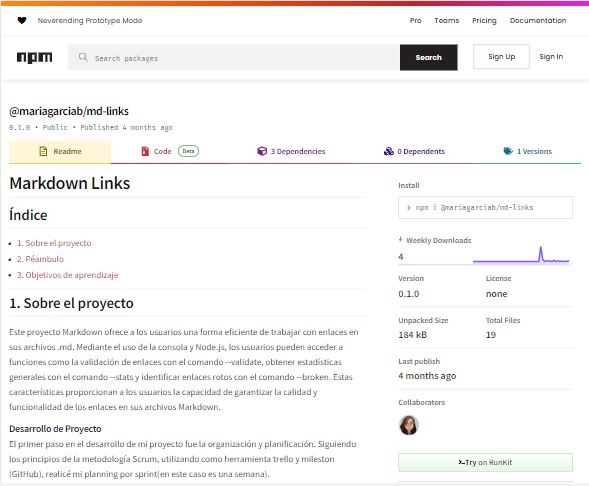 Neverending Prototype Mode
Pro Teams Pricing Documentation
npm
Search packages
Search
Sign Up
Sign In
@mariagarciab/md-links
0.1.0 • Public • Published 4 months ago
Readme
Code Beta
3 Dependencies
0 Dependents
1 Versions
Markdown Links
Índice
• 1. Sobre el proyecto
• 2. Péambulo
• 3. Objetivos de aprendizaje
1. Sobre el proyecto
Este proyecto Markdown ofrece a los usuarios una forma eficiente de trabajar con enlaces en
sus archivos .md. Mediante el uso de la consola y Node.js, los usuarios pueden acceder a
funciones como la validación de enlaces con el comando --validate, obtener estadísticas
generales con el comando --stats y identificar enlaces rotos con el comando --broken. Estas
características proporcionan a los usuarios la capacidad de garantizar la calidad y
funcionalidad de los enlaces en sus archivos Markdown.
Desarrollo de Proyecto
El primer paso en el desarrollo de mi proyecto fue la organización y planificación. Siguiendo
los principios de la metodología Scrum, utilizando como herramienta trello y mileston
(GitHub), realicé mi planning por sprint(en este caso es una semana).
Install
> npm i @mariagarciab/md-links
Weekly Downloads
4
Version License
0.1.0 none
Unpacked Size Total Files
184 kB 19
Last publish
4 months ago
Collaborators
>-Try on RunKit